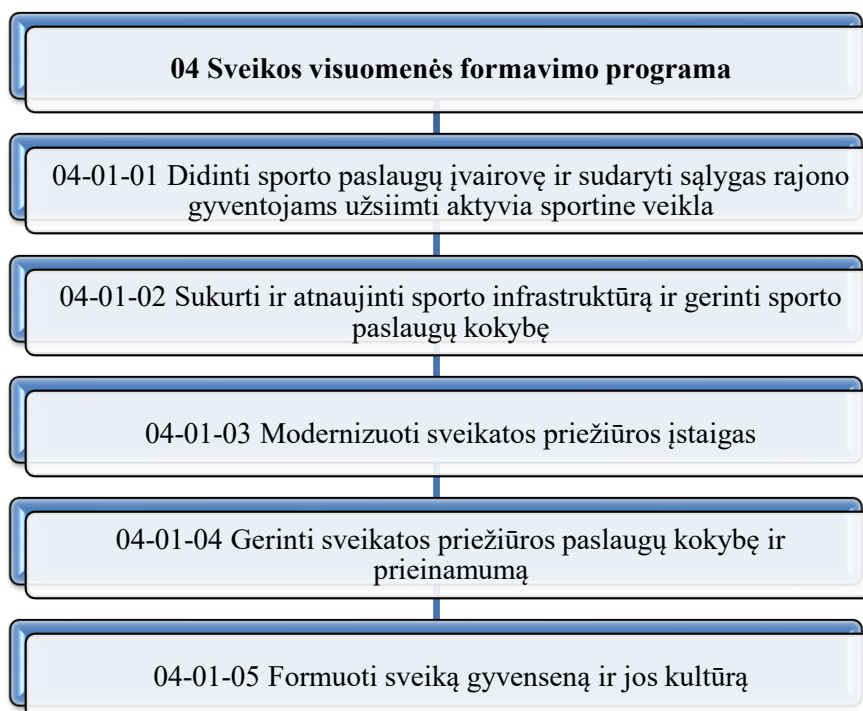 04 Sveikos visuomenės formavimo programa
04-01-01 Didinti sporto paslaugų įvairovę ir sudaryti sąlygas rajono
gyventojams užsiimti aktyvia sportine veikla
04-01-02 Sukurti ir atnaujinti sporto infrastruktūrą ir gerinti sporto
paslaugų kokybę
04-01-03 Modernizuoti sveikatos priežiūros įstaigas
04-01-04 Gerinti sveikatos priežiūros paslaugų kokybę ir
prieinamumą
04-01-05 Formuoti sveiką gyvenseną ir jos kultūrą